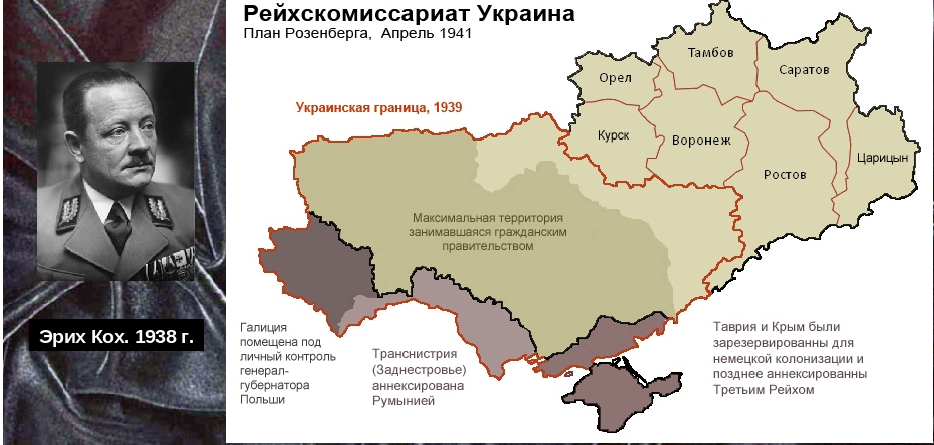 Рейхскомиссариат Украина
План Розенберга, Апрель 1941
Украинская граница, 1939
Орел
Тамбов
Саратов
Курск
Воронеж
Царицын
Ростов
Максимальная территория
занимавшаяся гражданским
правительством
Эрих Кох. 1938 г.
Галиция
помещена под
личный контроль
генерал-
губернатора
Польши
Транснистрия
(Заднестровье)
аннексирована
Румынией
Таврия и Крым были
зарезервированны для
немецкой колонизации и
позднее аннексированны
Третьим Рейхом